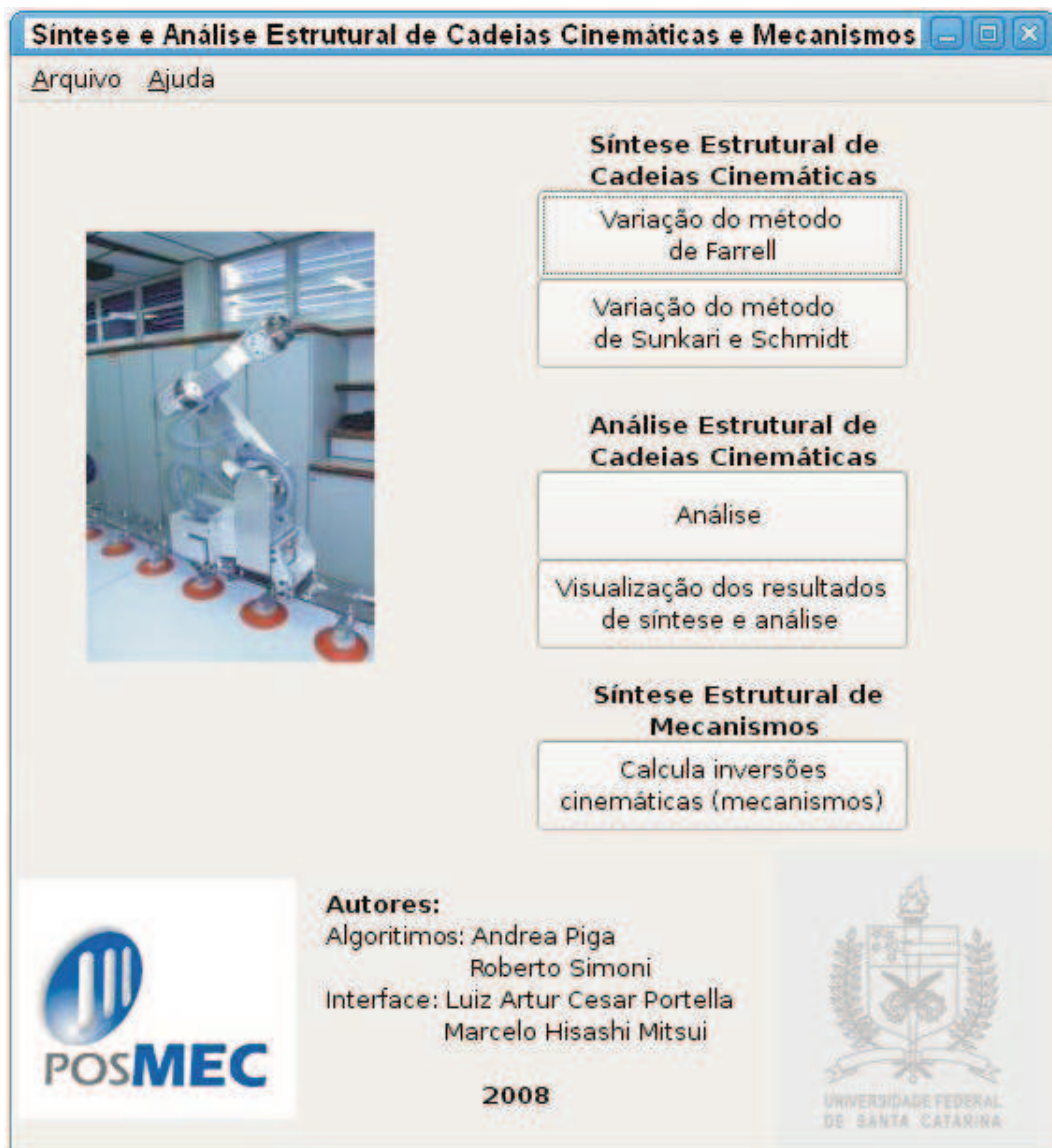 Síntese e Análise Estrutural de Cadeias Cinemáticas e Mecanismos
Arquivo Ajuda
Síntese Estrutural de
Cadeias Cinemáticas
Variação do método
de Farrell
Variação do método
de Sunkari e Schmidt
Análise Estrutural de
Cadeias Cinemáticas
Análise
Visualização dos resultados
de síntese e análise
Síntese Estrutural de
Mecanismos
Calcula inversões
cinemáticas (mecanismos)
Autores:
Algoritimos: Andrea Piga
Roberto Simoni
Interface: Luiz Artur Cesar Portella
Marcelo Hisashi Mitsui
2008
POSMEC
UNIVERSIDADE FEDERAL
DE SANTA CATARINA